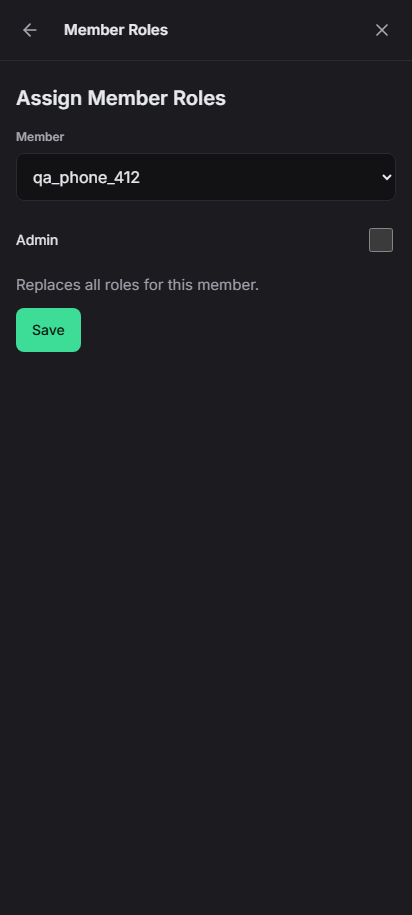 Member Roles
Assign Member Roles
Member
qa_phone_412
Admin
Replaces all roles for this member.
Save